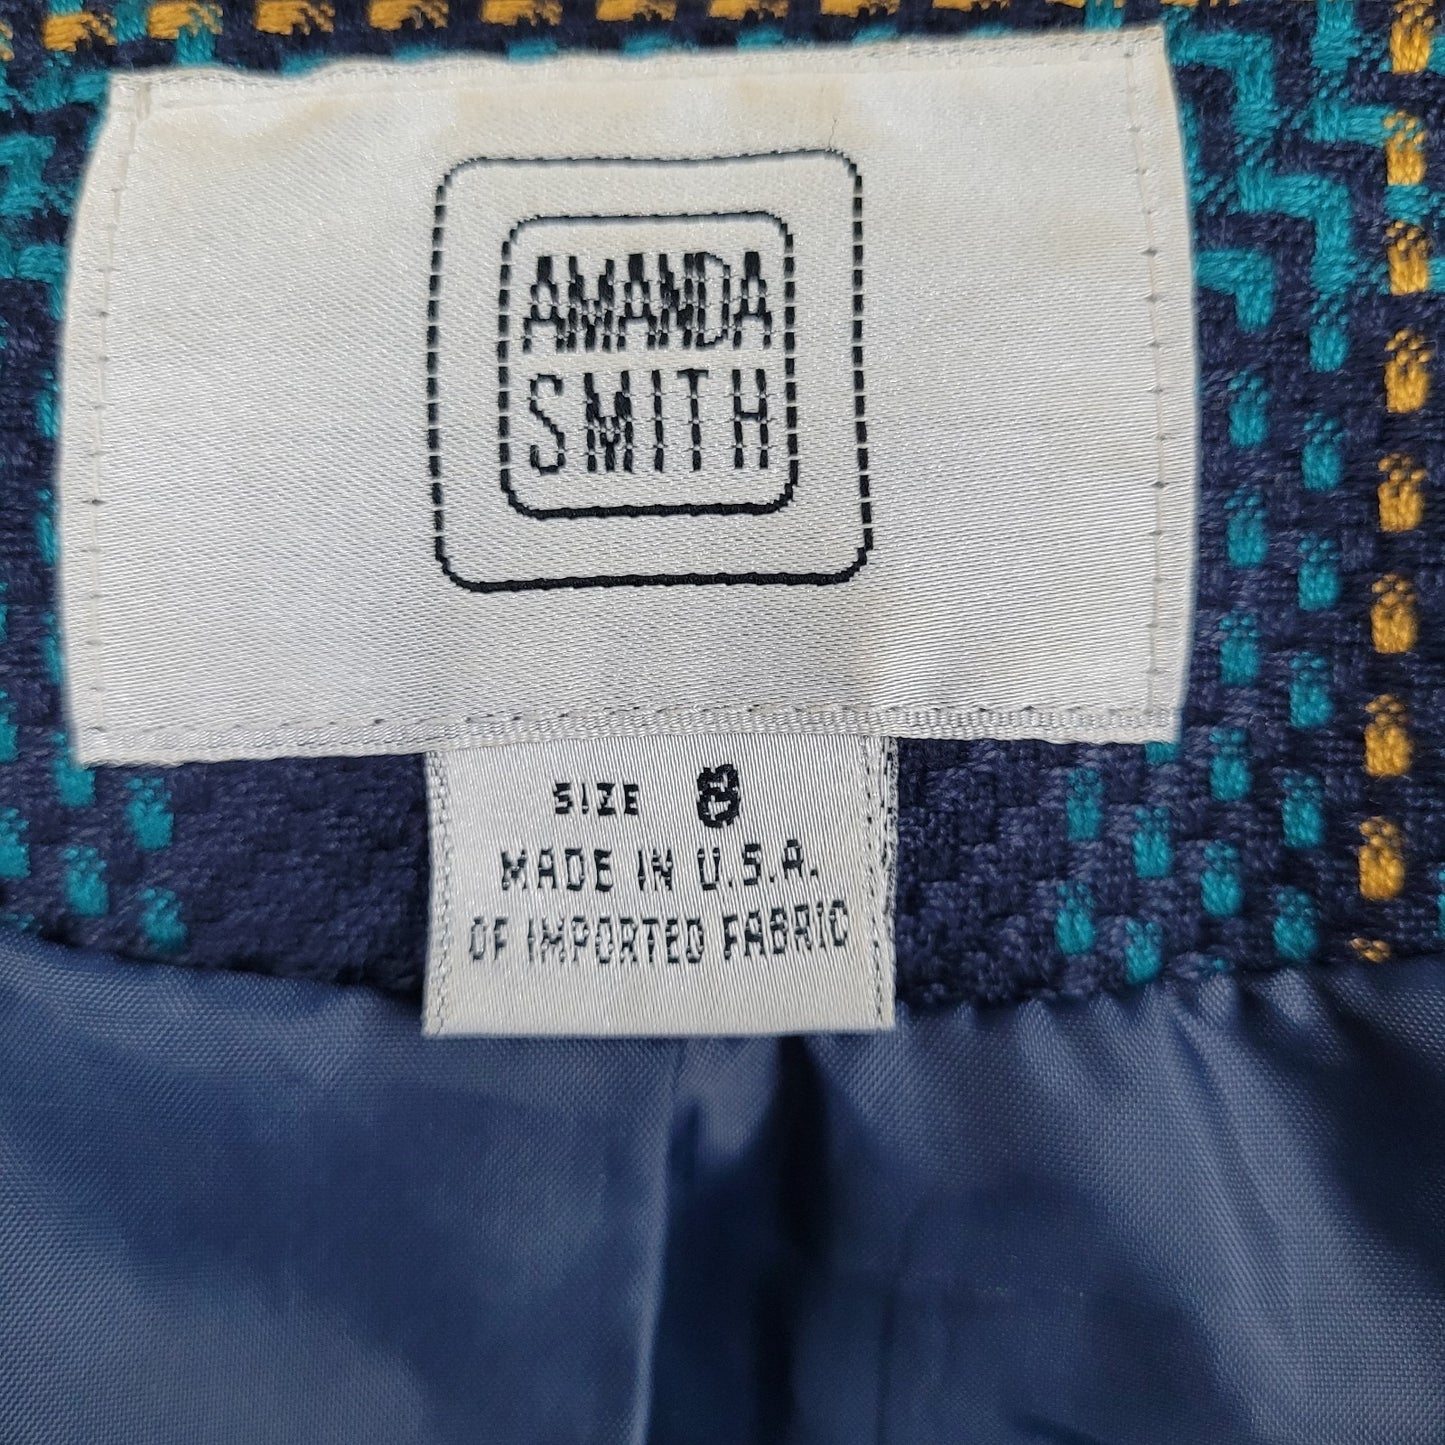 AMANDA
SMITH
SIZE 8
MADE IN U.S.A.
OF IMPORTED FABRIC